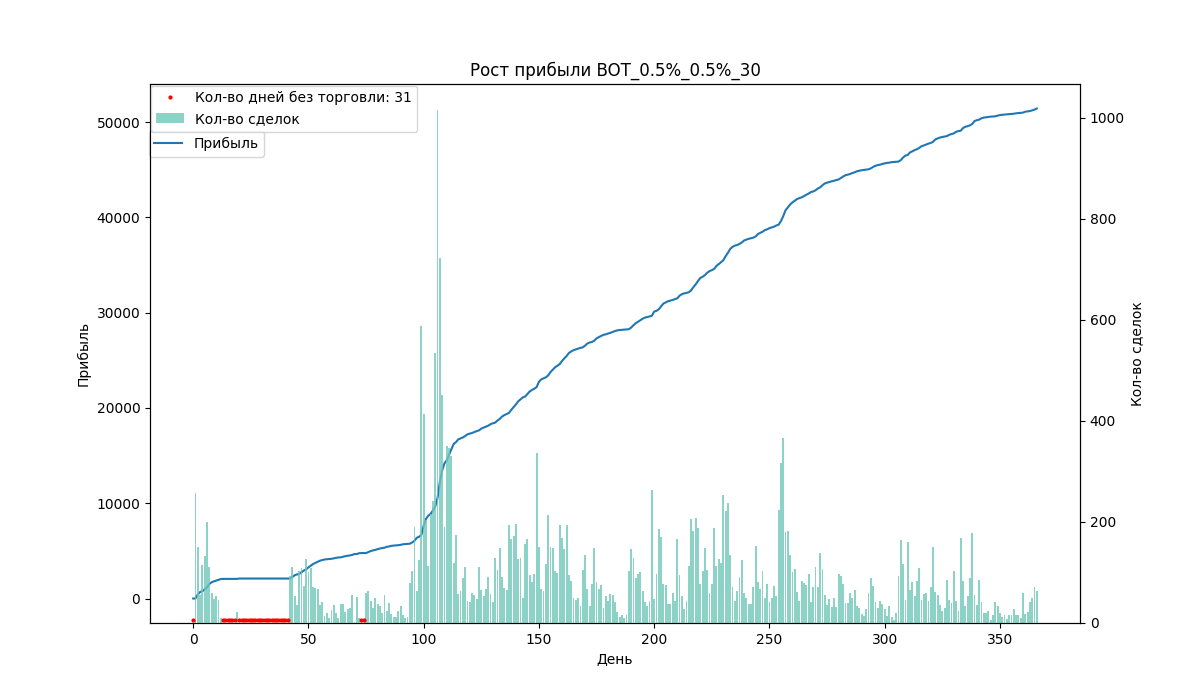 Рост прибыли BOT_0.5%_0.5%_30
Кол-во дней без торговли: 31
Кол-во сделок
Прибыль
50000
40000
30000
20000
10000
0
Прибыль
1000
800
600
400
200
0
Кол-во сделок
0
50
100
150
200
250
300
350
День